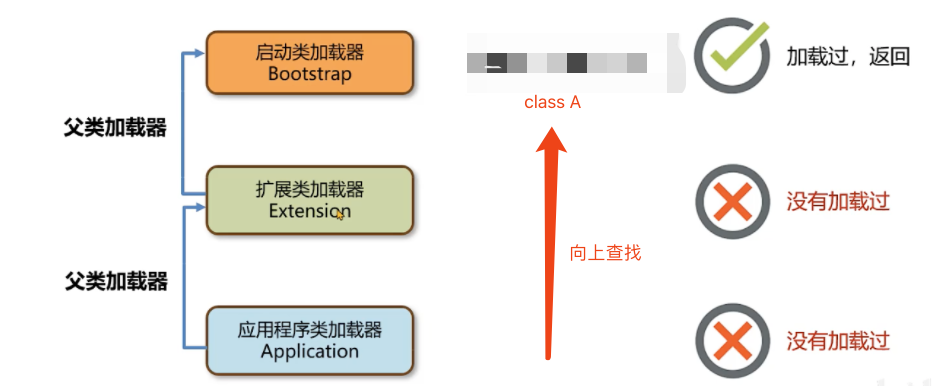 启动类加载器
Bootstrap
class A
加载过，返回
父类加载器
扩展类加载器
Extension
没有加载过
向上查找
父类加载器
应用程序类加载器
Application
没有加载过